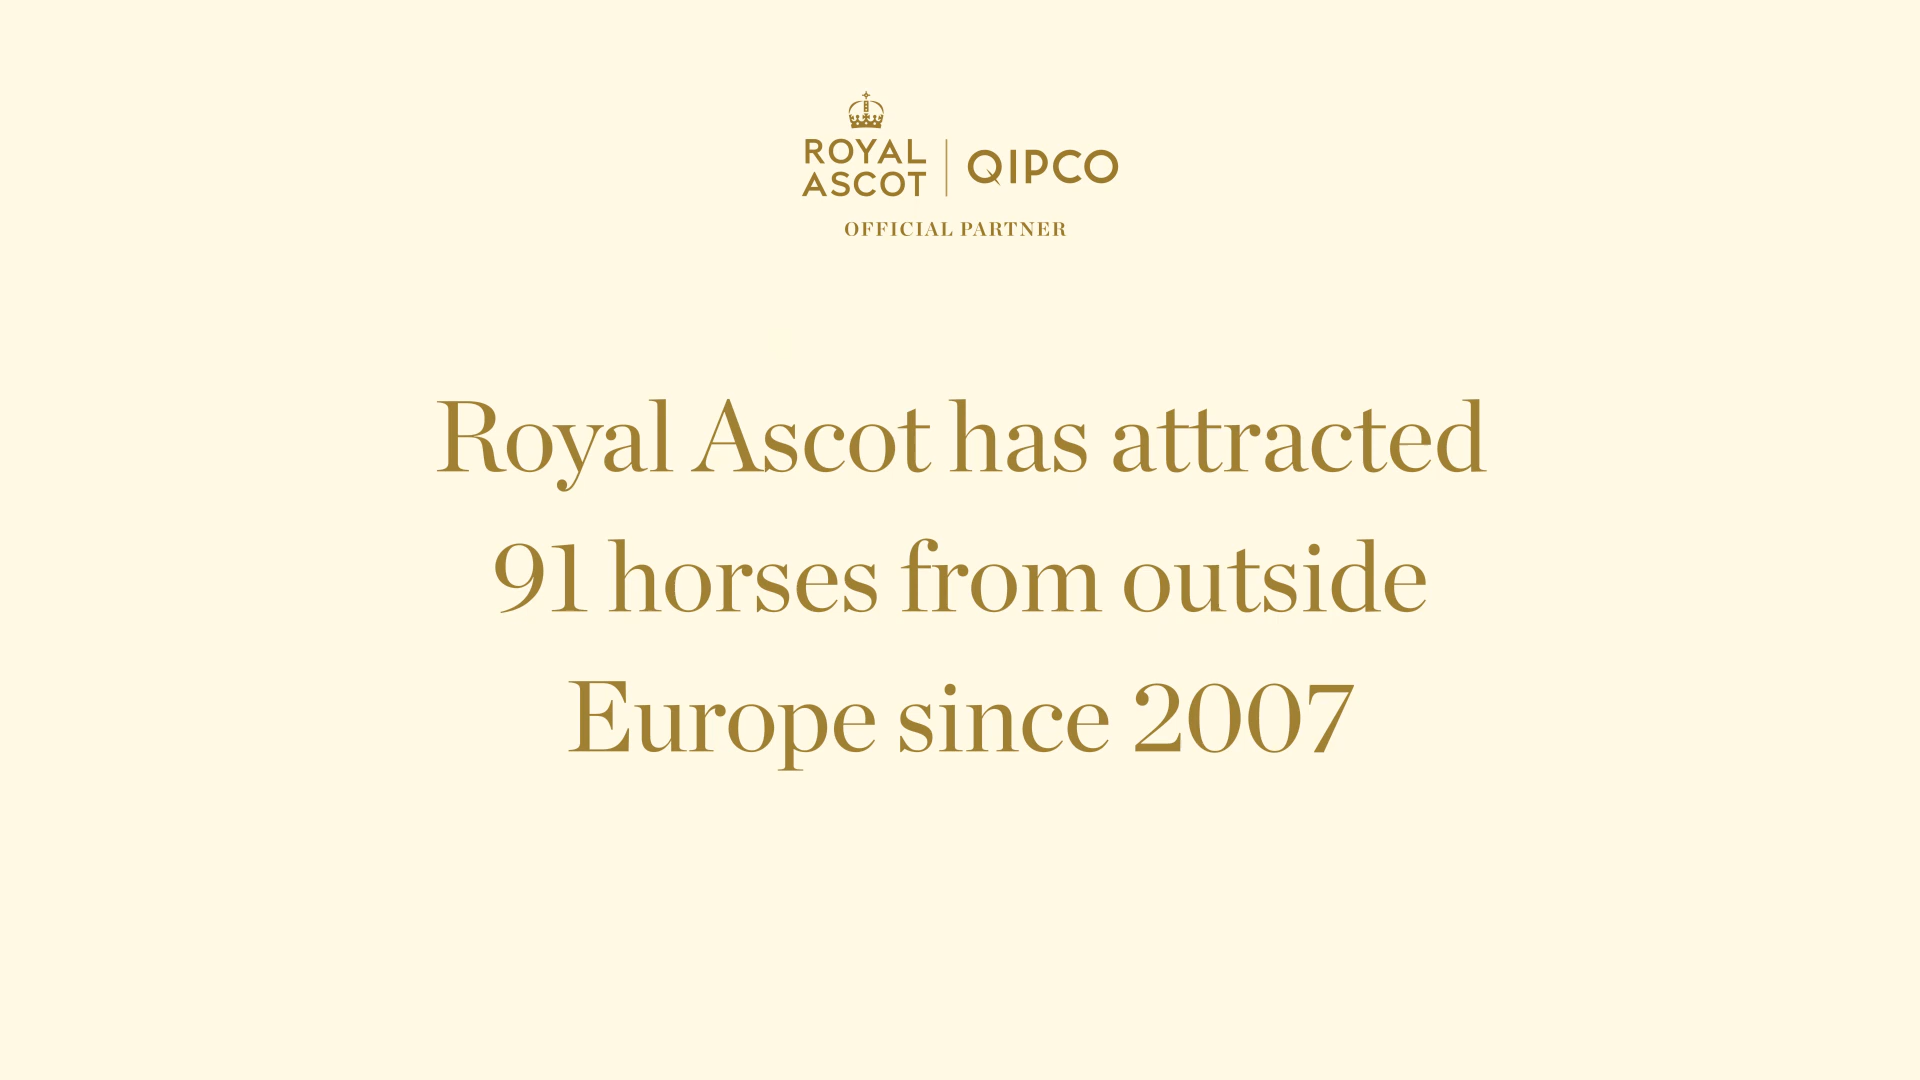 ROYAL
ASCOT
QIPCO
OFFICIAL PARTNER
Royal Ascot has attracted
91 horses from outside
Europe since 2007